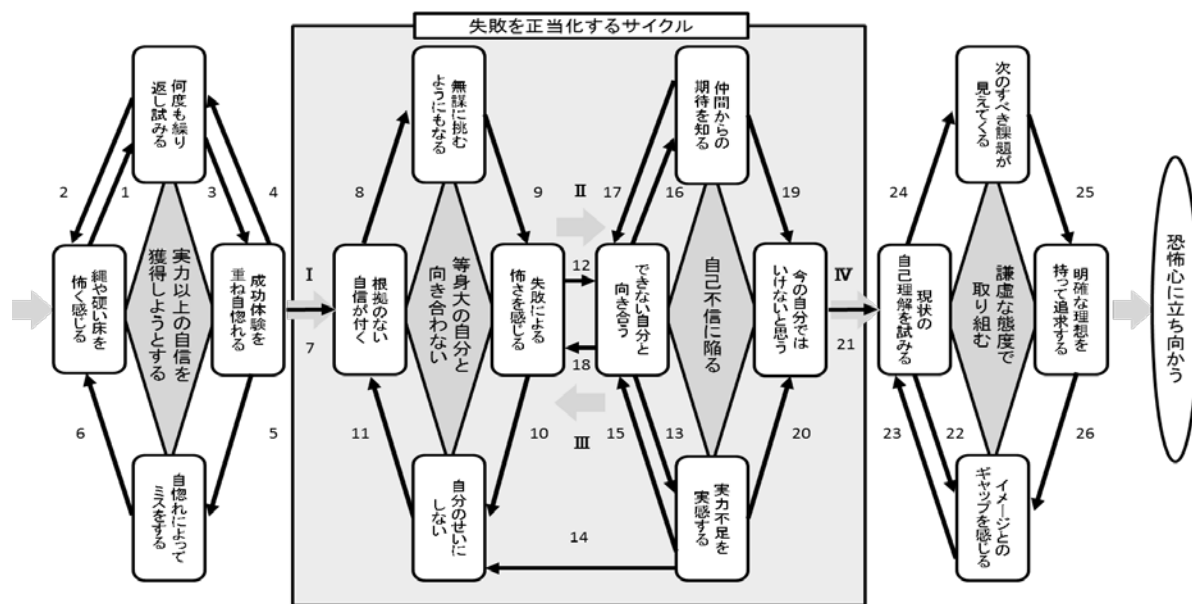 失敗を正当化するサイクル
何度も繰り
返し試みる
縄や硬い床を
怖く感じる
実力以上の自信を
獲得しようとする
成功体験を
重ね自惚れる
自惚れによって
ミスをする
2
1
3
4
6
5
I
7
無謀に挑む
ようにもなる
根拠のない
自信が付く
等身大の自分と
向き合わない
失敗による
怖さを感じる
自分のせいに
しない
8
9
11
10
II
12
18
III
14
仲間からの
期待を知る
できない自分と
向き合う
自己不信に陥る
今の自分では
いけないと思う
実力不足を
実感する
17
16
19
15
13
20
IV
21
次のすべき課題が
見えてくる
現状の
自己理解を試みる
謙虚な態度で
取り組む
明確な理想を
持って追求する
イメージとの
ギャップを感じる
24
25
23
22
26
恐怖心に立ち向かう